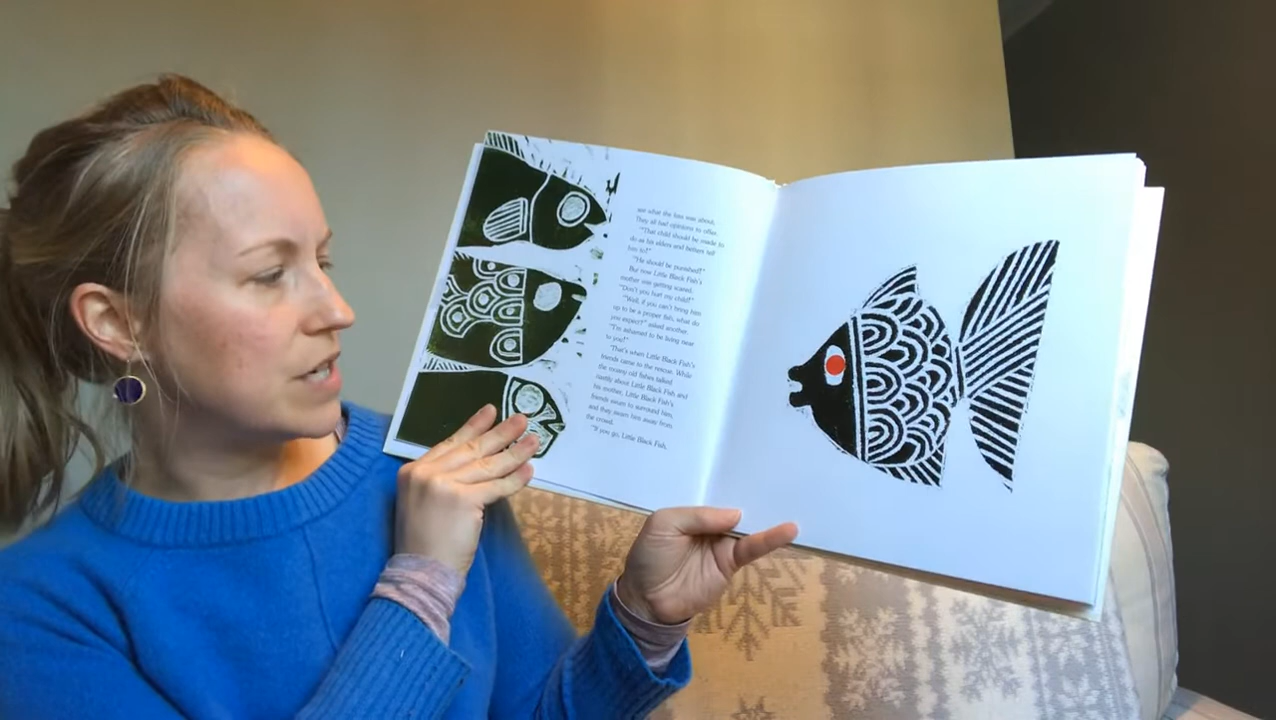 see what the fuss was about.
They all had opinions to offer.
"That child should be made to
do as his elders and betters tell
him to!"
"He should be punished!"
But now Little Black Fish's
mother was getting scared.
"Don't you hurt my child!"
"Well, if you can't bring him
up to be a proper fish, what do
you expect?" asked another.
"I'm ashamed to be living near
to you!"
That's when Little Black Fish's
friends came to the rescue. While
the old fishes talked
about Little Black Fish and
his mother, Little Black Fish's
friends swam to surround him,
and they swam him away from
the crowd.
"If you go, Little Black Fish,